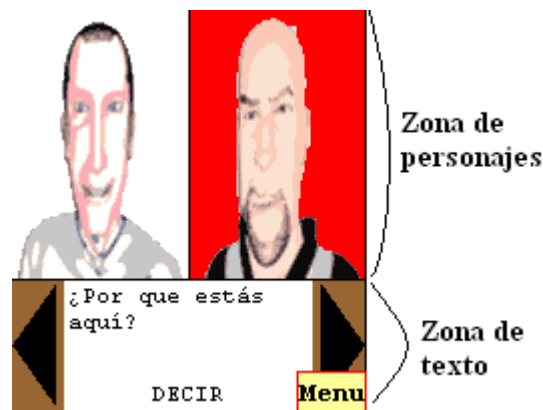 Zona de
personajes
¿Por que estás
aquí?
DECIR
Menu
Zona de
texto